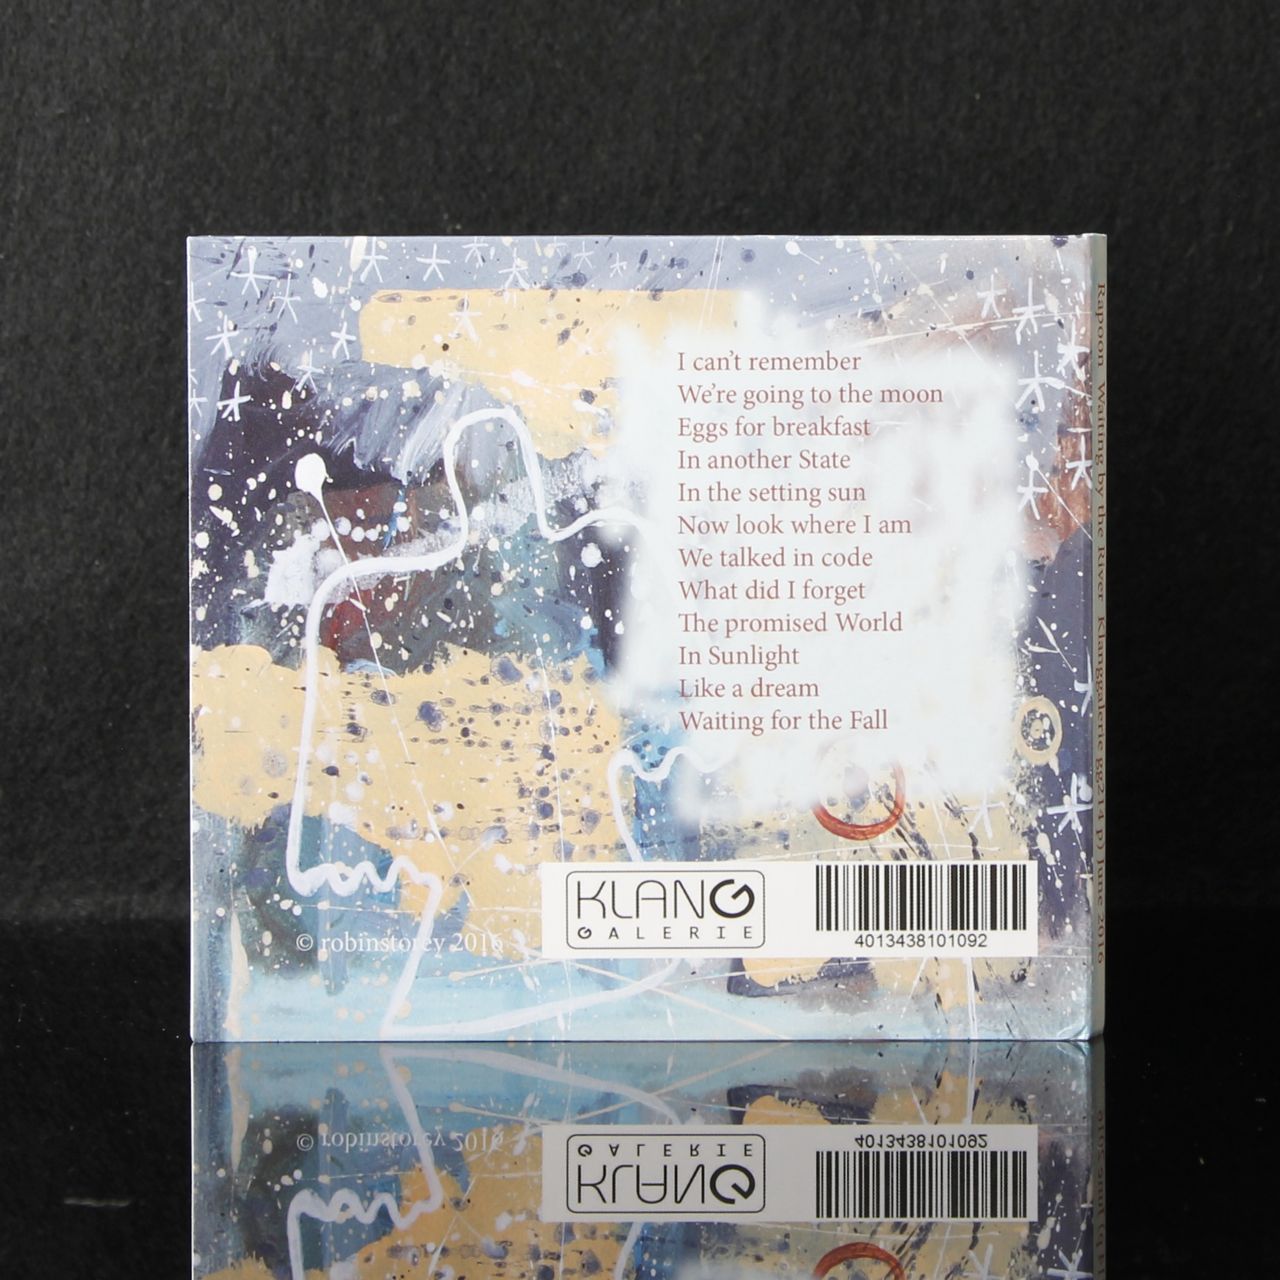 I can't remember
We're going to the moon
Eggs for breakfast
In another State
In the setting sun
Now look where I am
We talked in code
What did I forget
The promised World
In Sunlight
Like a dream
Waiting for the Fall
KLANG
GALERIE
4013438101092
© robinstorey 2016
Rapoon Waiting by the River Klanggalerie gg214 p) June 2016